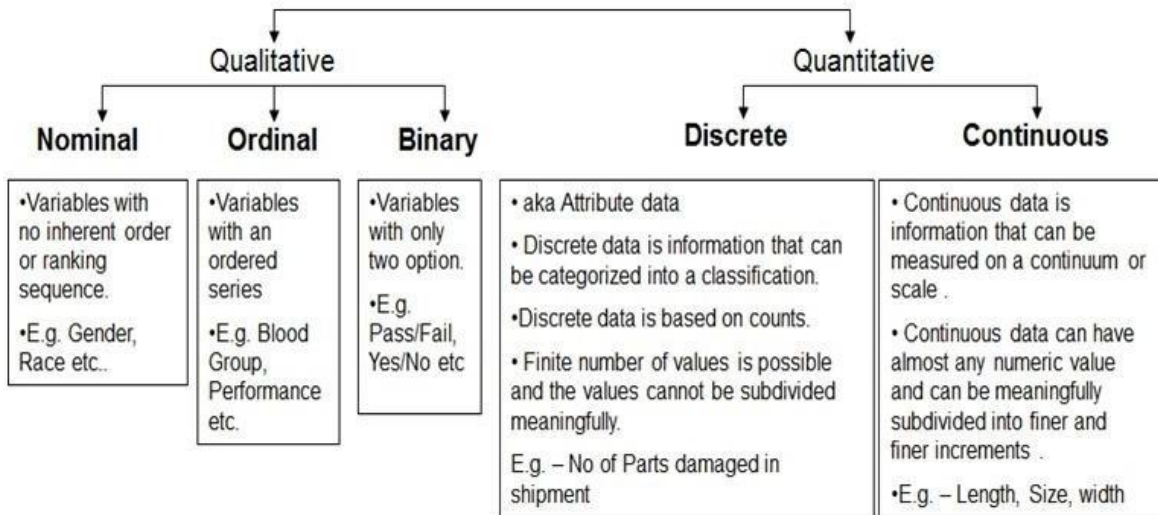 Qualitative
Quantitative
Nominal
Ordinal
Binary
Discrete
Continuous
•Variables with
no inherent order
or ranking
sequence.
•E.g. Gender,
Race etc..
•Variables
with an
ordered
series
•E.g. Blood
Group,
Performance
etc.
•Variables
with only
two option.
•E.g.
Pass/Fail,
Yes/No etc
• aka Attribute data
• Discrete data is information that can
be categorized into a classification.
•Discrete data is based on counts.
• Finite number of values is possible
and the values cannot be subdivided
meaningfully.
E.g. – No of Parts damaged in
shipment
• Continuous data is
information that can be
measured on a continuum or
scale .
• Continuous data can have
almost any numeric value
and can be meaningfully
subdivided into finer and
finer increments .
•E.g. – Length, Size, width